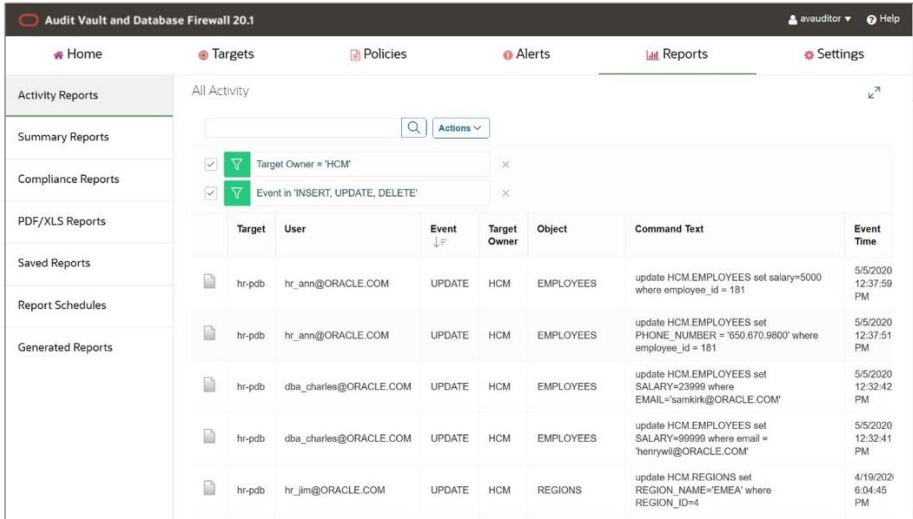 Audit Vault and Database Firewall 20.1
avauditor
Help
Home
Targets
Policies
Alerts
Reports
Settings
Activity Reports
Summary Reports
Compliance Reports
PDF/XLS Reports
Saved Reports
Report Schedules
Generated Reports
All Activity
Actions
Target Owner = 'HCM'
Event in 'INSERT, UPDATE, DELETE'
Target User Event Target Owner Object Command Text Event Time
hr-pdb hr_ann@ORACLE.COM UPDATE HCM EMPLOYEES
update HCM.EMPLOYEES set salary=5000
where employee_id = 181
5/5/2020
12:37:59
PM
hr-pdb hr_ann@ORACLE.COM UPDATE HCM EMPLOYEES
update HCM.EMPLOYEES set
PHONE_NUMBER = '650.670.9800' where
employee_id = 181
5/5/2020
12:37:51
PM
hr-pdb dba_charles@ORACLE.COM UPDATE HCM EMPLOYEES
update HCM.EMPLOYEES set
SALARY=23999 where
EMAIL='samkirk@ORACLE.COM'
5/5/2020
12:32:42
PM
hr-pdb dba_charles@ORACLE.COM UPDATE HCM EMPLOYEES
update HCM.EMPLOYEES set
SALARY=99999 where email =
'henrywil@ORACLE.COM'
5/5/2020
12:32:41
PM
hr-pdb hr_jim@ORACLE.COM UPDATE HCM REGIONS
update HCM.REGIONS set
REGION_NAME='EMEA' where
REGION_ID=4
4/19/202
6:04:45
PM